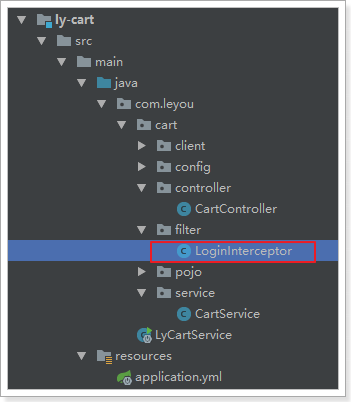 ly-cart
src
main
java
com.leyou
cart
client
config
controller
CartController
filter
LoginInterceptor
pojo
service
CartService
LyCartService
resources
application.yml